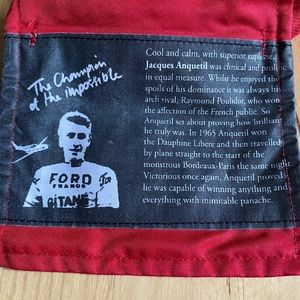 The Champion
of the impossible
FORD
FRANCE
GITANE
Cool and calm, with superior suplesse,
Jacques Anquetil was clinical and
in equal measure. Whilst he enjoyed the
spoils of his dominance it was always his
arch rival, Raymond Poulidor, who won
the affection of the French public. So
Anquetil set about proving how brilliant
he truly was. In 1965 Anquetil won
the Dauphine Libere and then travelled
by plane straight to the start of the
monstrous Bordeaux-Paris the same night.
Victorious once again, Anquetil proved
he was capable of winning anything and
everything with inimitable panache.